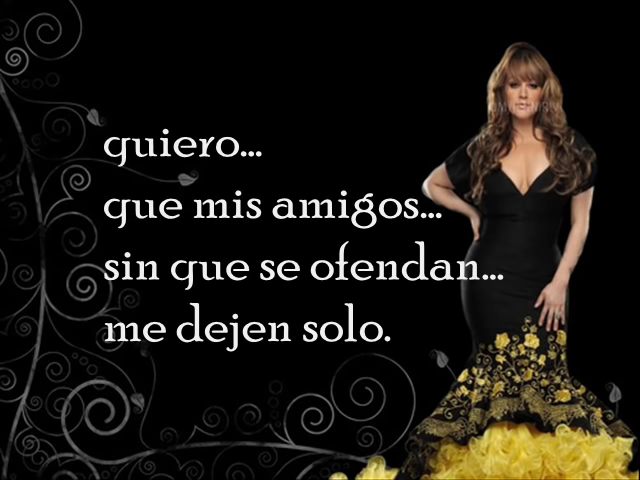 quiero...
que mis amigos...
sin que se ofendan...
me dejen solo.